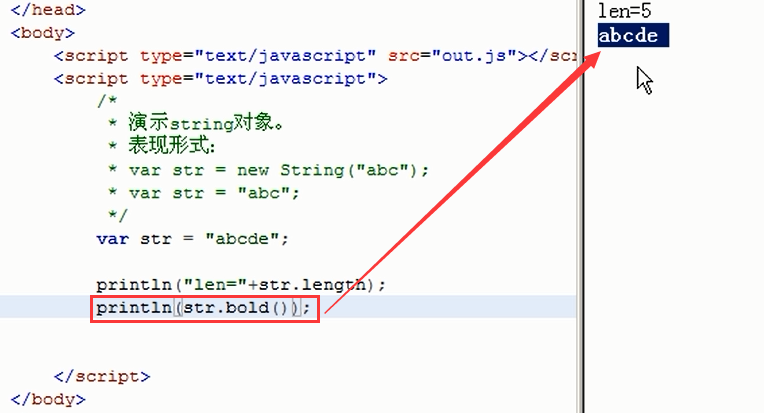 </head>
<body>
<script type="text/javascript" src="out.js"></scri
<script type="text/javascript">
/*
* 演示string对象。
* 表现形式：
* var str = new String("abc");
* var str = "abc";
*/
var str = "abcde";
println("len="+str.length);
println(str.bold());
</script>
</body>
len=5
abcde